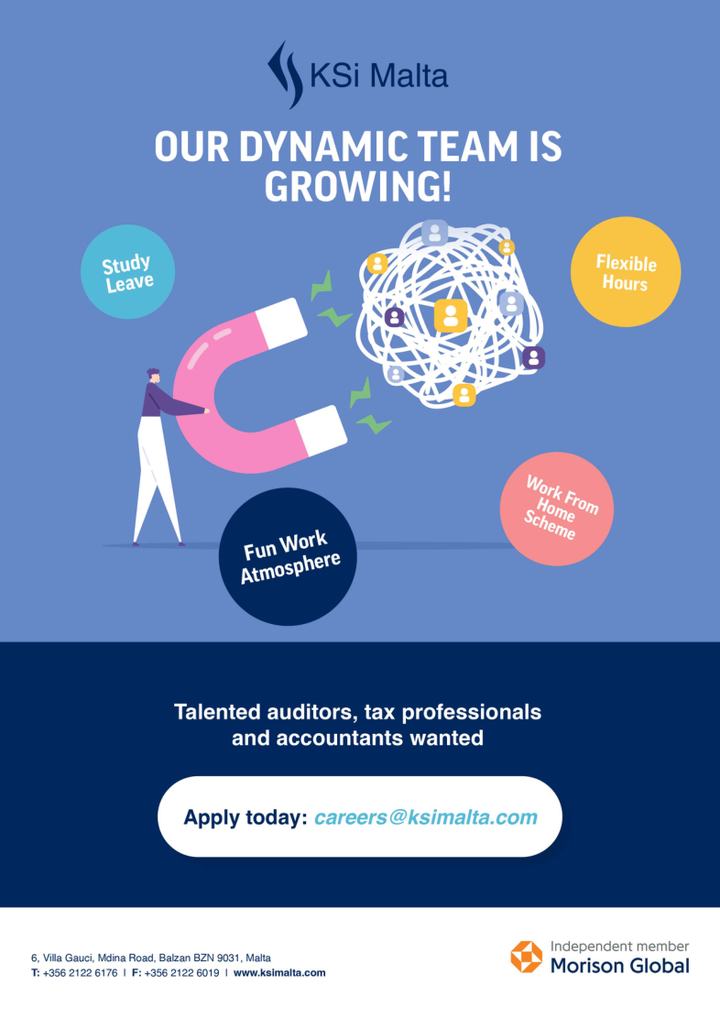 KSi Malta
OUR DYNAMIC TEAM IS
GROWING!
Study
Leave
Flexible
Hours
Work From
Home
Scheme
Fun Work
Atmosphere
Talented auditors, tax professionals
and accountants wanted
Apply today: careers@ksimalta.com
6, Villa Gauci, Mdina Road, Balzan BZN 9031, Malta
T: +356 2122 6176 I F: +356 2122 6019 I www.ksimalta.com
Independent member
Morison Global